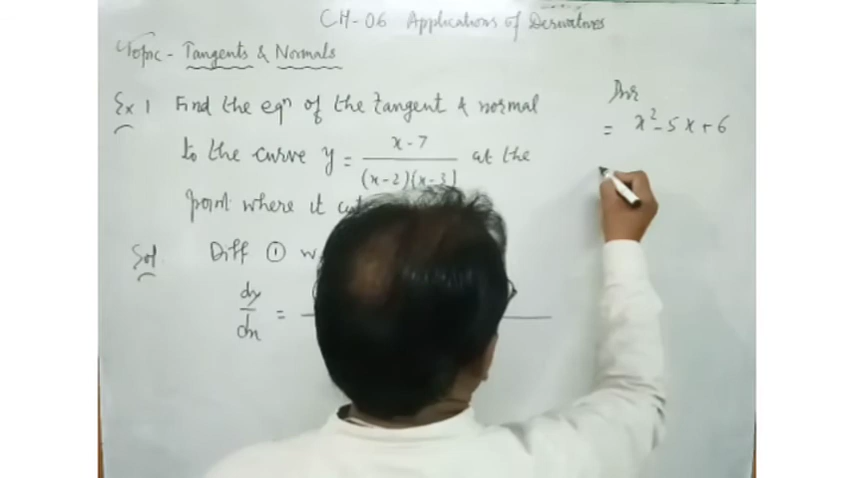 CH-06 Applications of Derivatives
Topic - Tangents & Normals
Ex 1 Find the eqn of the tangent & normal
to the curve y = x-7 / (x-2)(x-3) at the
point where it
Sol Diff ① w
dy/dx =
= x²-5x+6